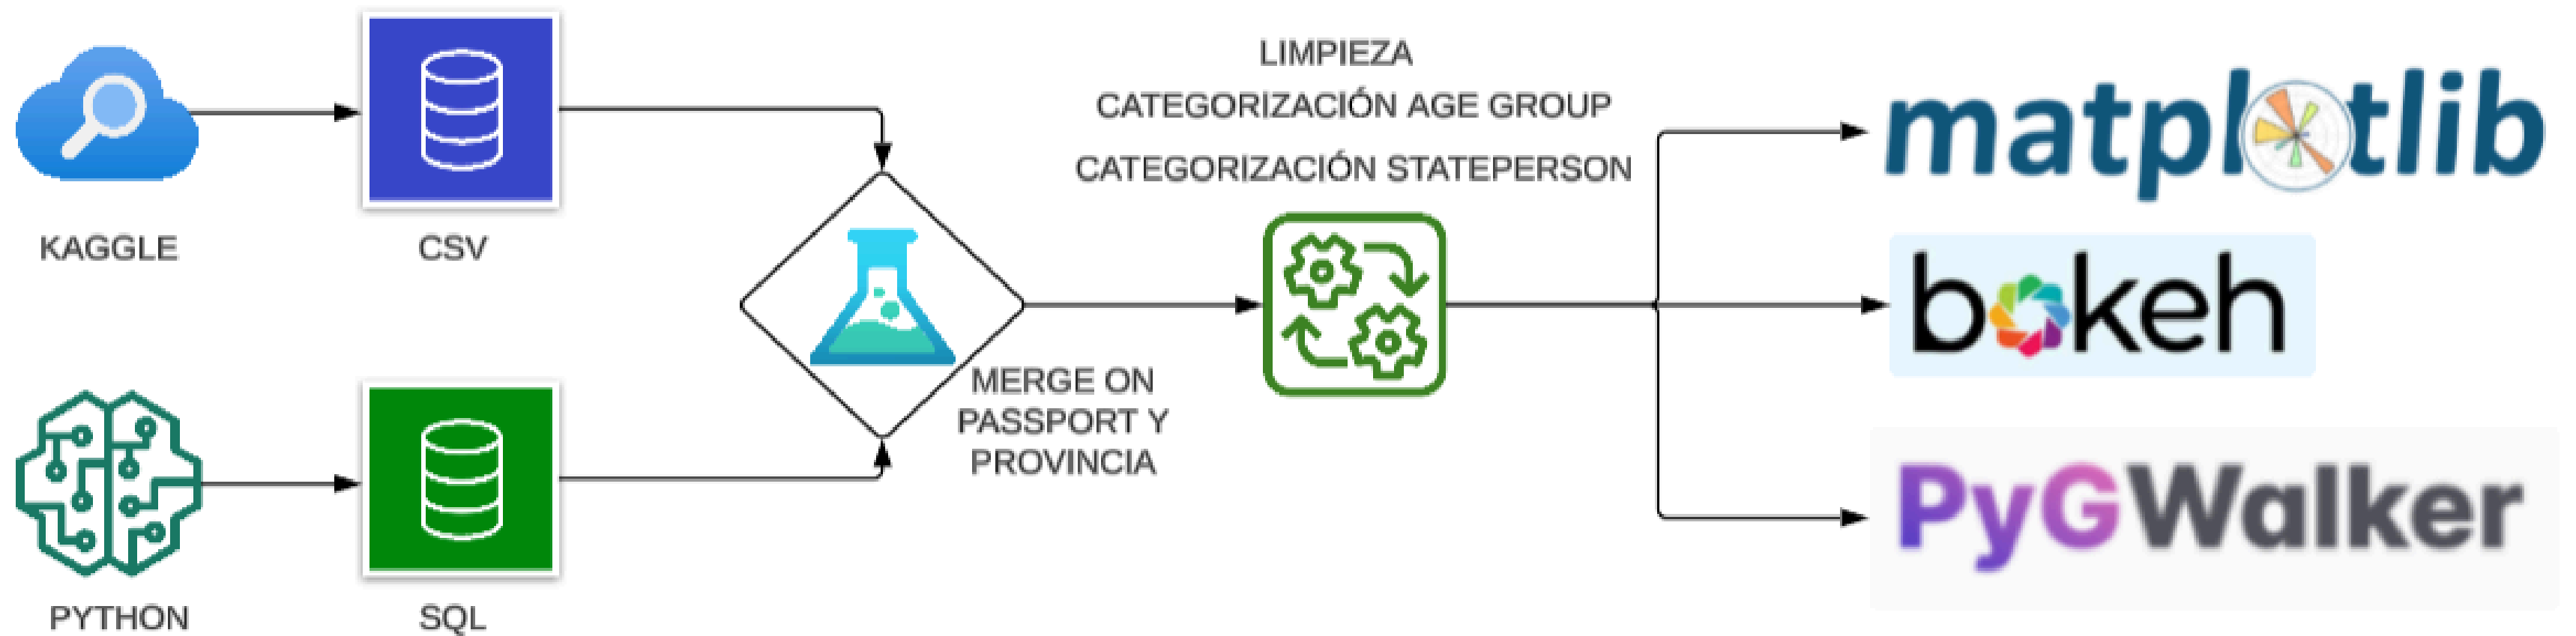 KAGGLE
CSV
PYTHON
SQL
MERGE ON
PASSPORT Y
PROVINCIA
LIMPIEZA
CATEGORIZACIÓN AGE GROUP
CATEGORIZACIÓN STATEPERSON
matplotlib
bokeh
PyGWalker